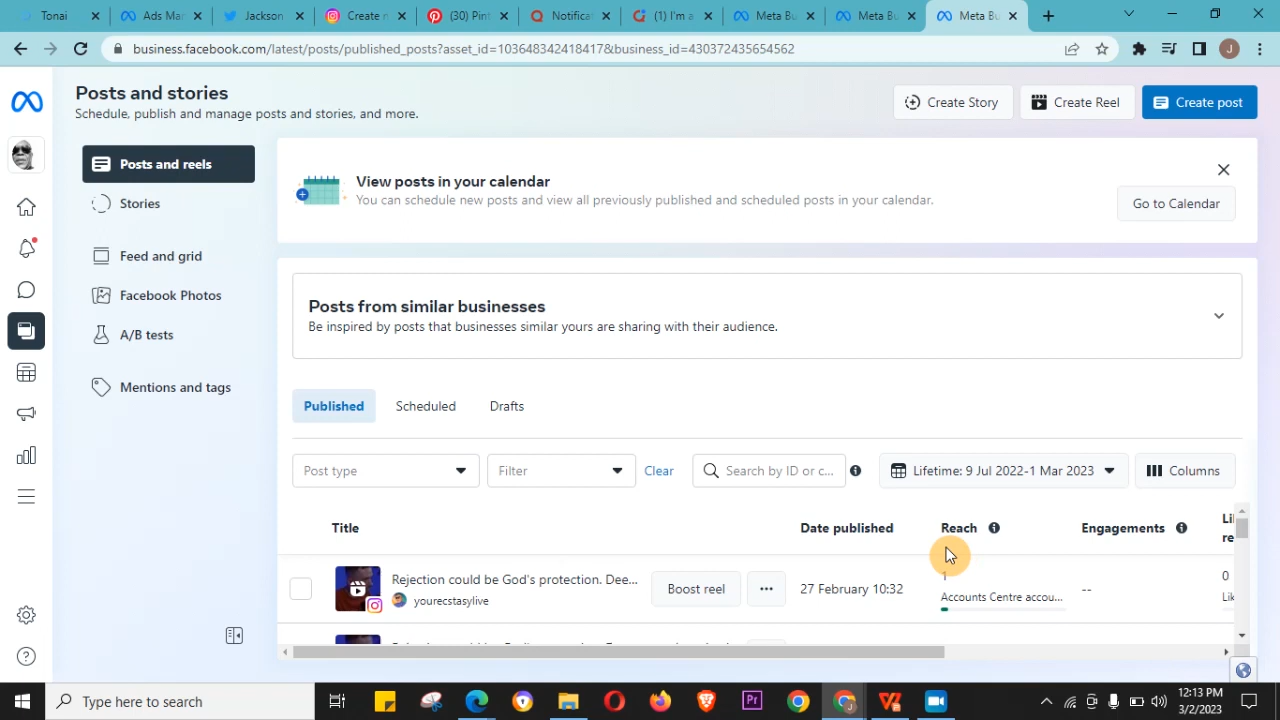 Tonai
Ads Ma
Jackson
Create n
(30) Pin
Notifica
(1) I'm a
Meta Bu
Meta Bu
Meta Bu
business.facebook.com/latest/posts/published_posts?asset_id=103648342418417&business_id=430372435654562
J
Posts and stories
Schedule, publish and manage posts and stories, and more.
Create Story
Create Reel
Create post
Posts and reels
Stories
Feed and grid
Facebook Photos
A/B tests
Mentions and tags
View posts in your calendar
You can schedule new posts and view all previously published and scheduled posts in your calendar.
Go to Calendar
Posts from similar businesses
Be inspired by posts that businesses similar yours are sharing with their audience.
Published
Scheduled
Drafts
Post type
Filter
Clear
Search by ID or c...
Lifetime: 9 Jul 2022-1 Mar 2023
Columns
Title
Date published
Reach
Engagements
Rejection could be God's protection. Dee...
yourecstasylive
Boost reel
27 February 10:32
1
Accounts Centre accou...
--
0
Type here to search
12:13 PM
3/2/2023